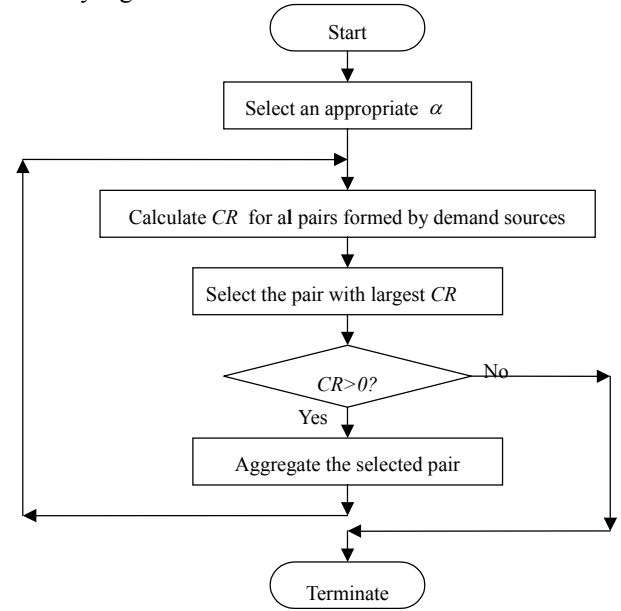 Start
Select an appropriate α
Calculate CR for al pairs formed by demand sources
Select the pair with largest CR
CR>0?
No
Yes
Aggregate the selected pair
Terminate